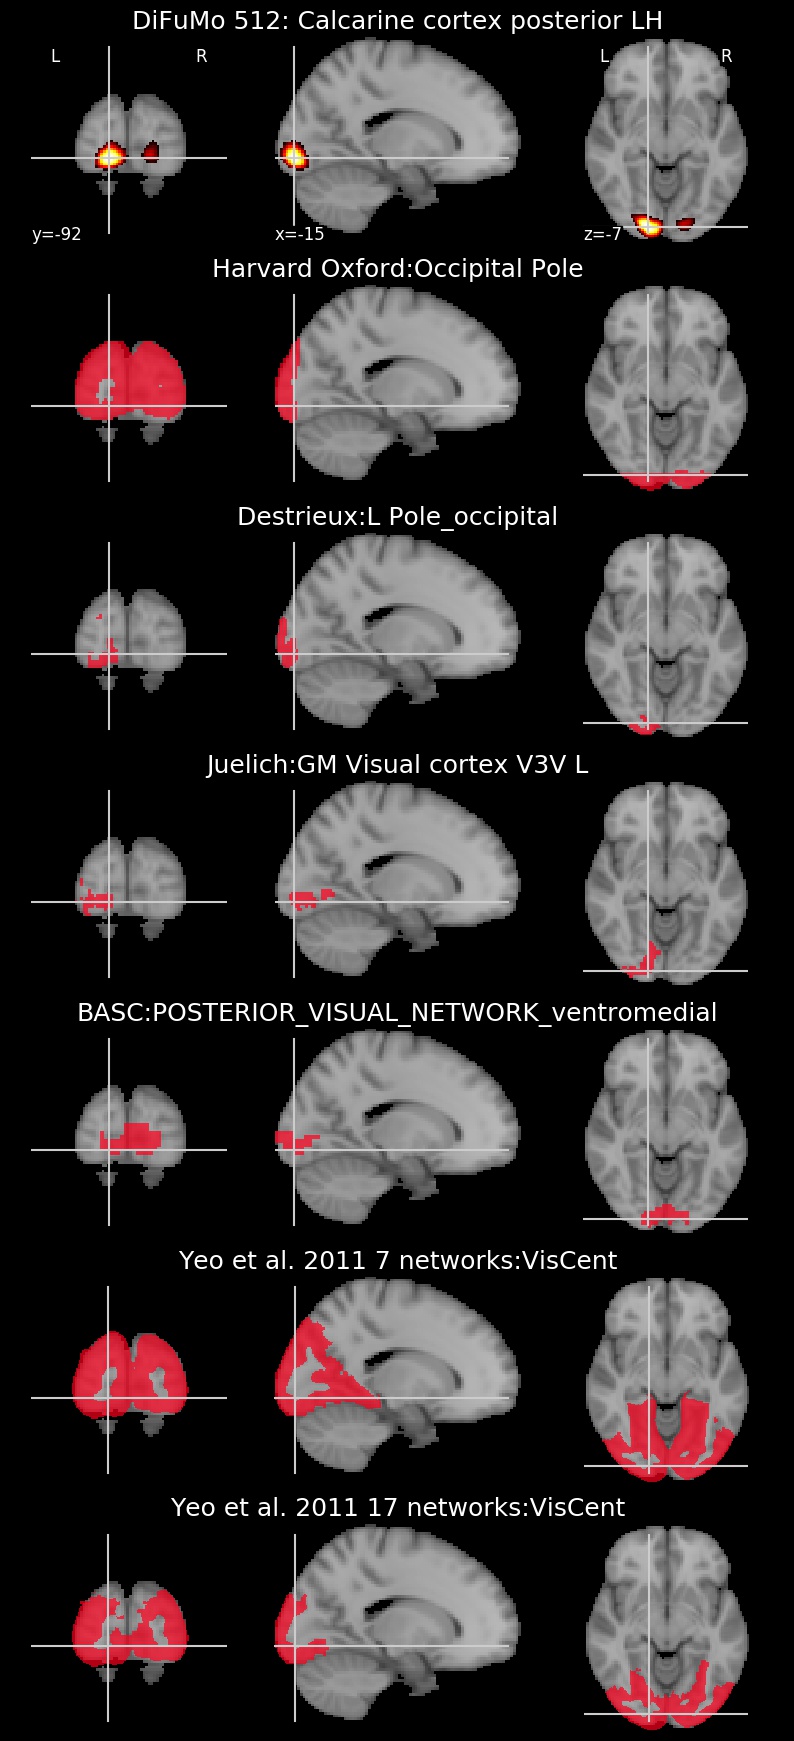 DiFuMo 512: Calcarine cortex posterior LH
L R L R
y=-92 x=-15 z=-7
Harvard Oxford:Occipital Pole
Destrieux:L Pole_occipital
Juelich:GM Visual cortex V3V L
BASC:POSTERIOR_VISUAL_NETWORK_ventromedial
Yeo et al. 2011 7 networks:VisCent
Yeo et al. 2011 17 networks:VisCent